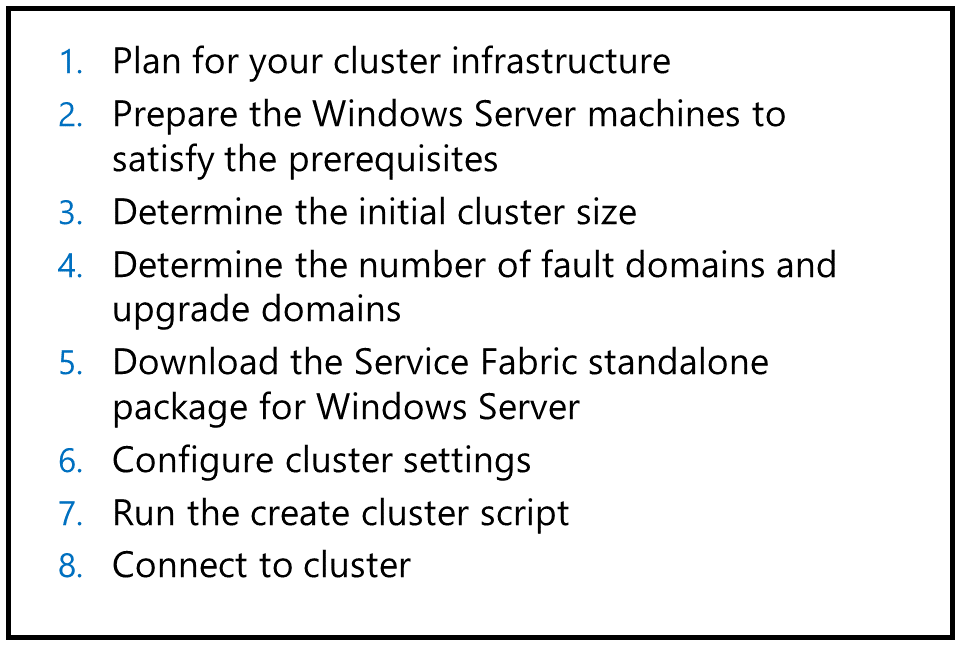 1. Plan for your cluster infrastructure
2. Prepare the Windows Server machines to
satisfy the prerequisites
3. Determine the initial cluster size
4. Determine the number of fault domains and
upgrade domains
5. Download the Service Fabric standalone
package for Windows Server
6. Configure cluster settings
7. Run the create cluster script
8. Connect to cluster